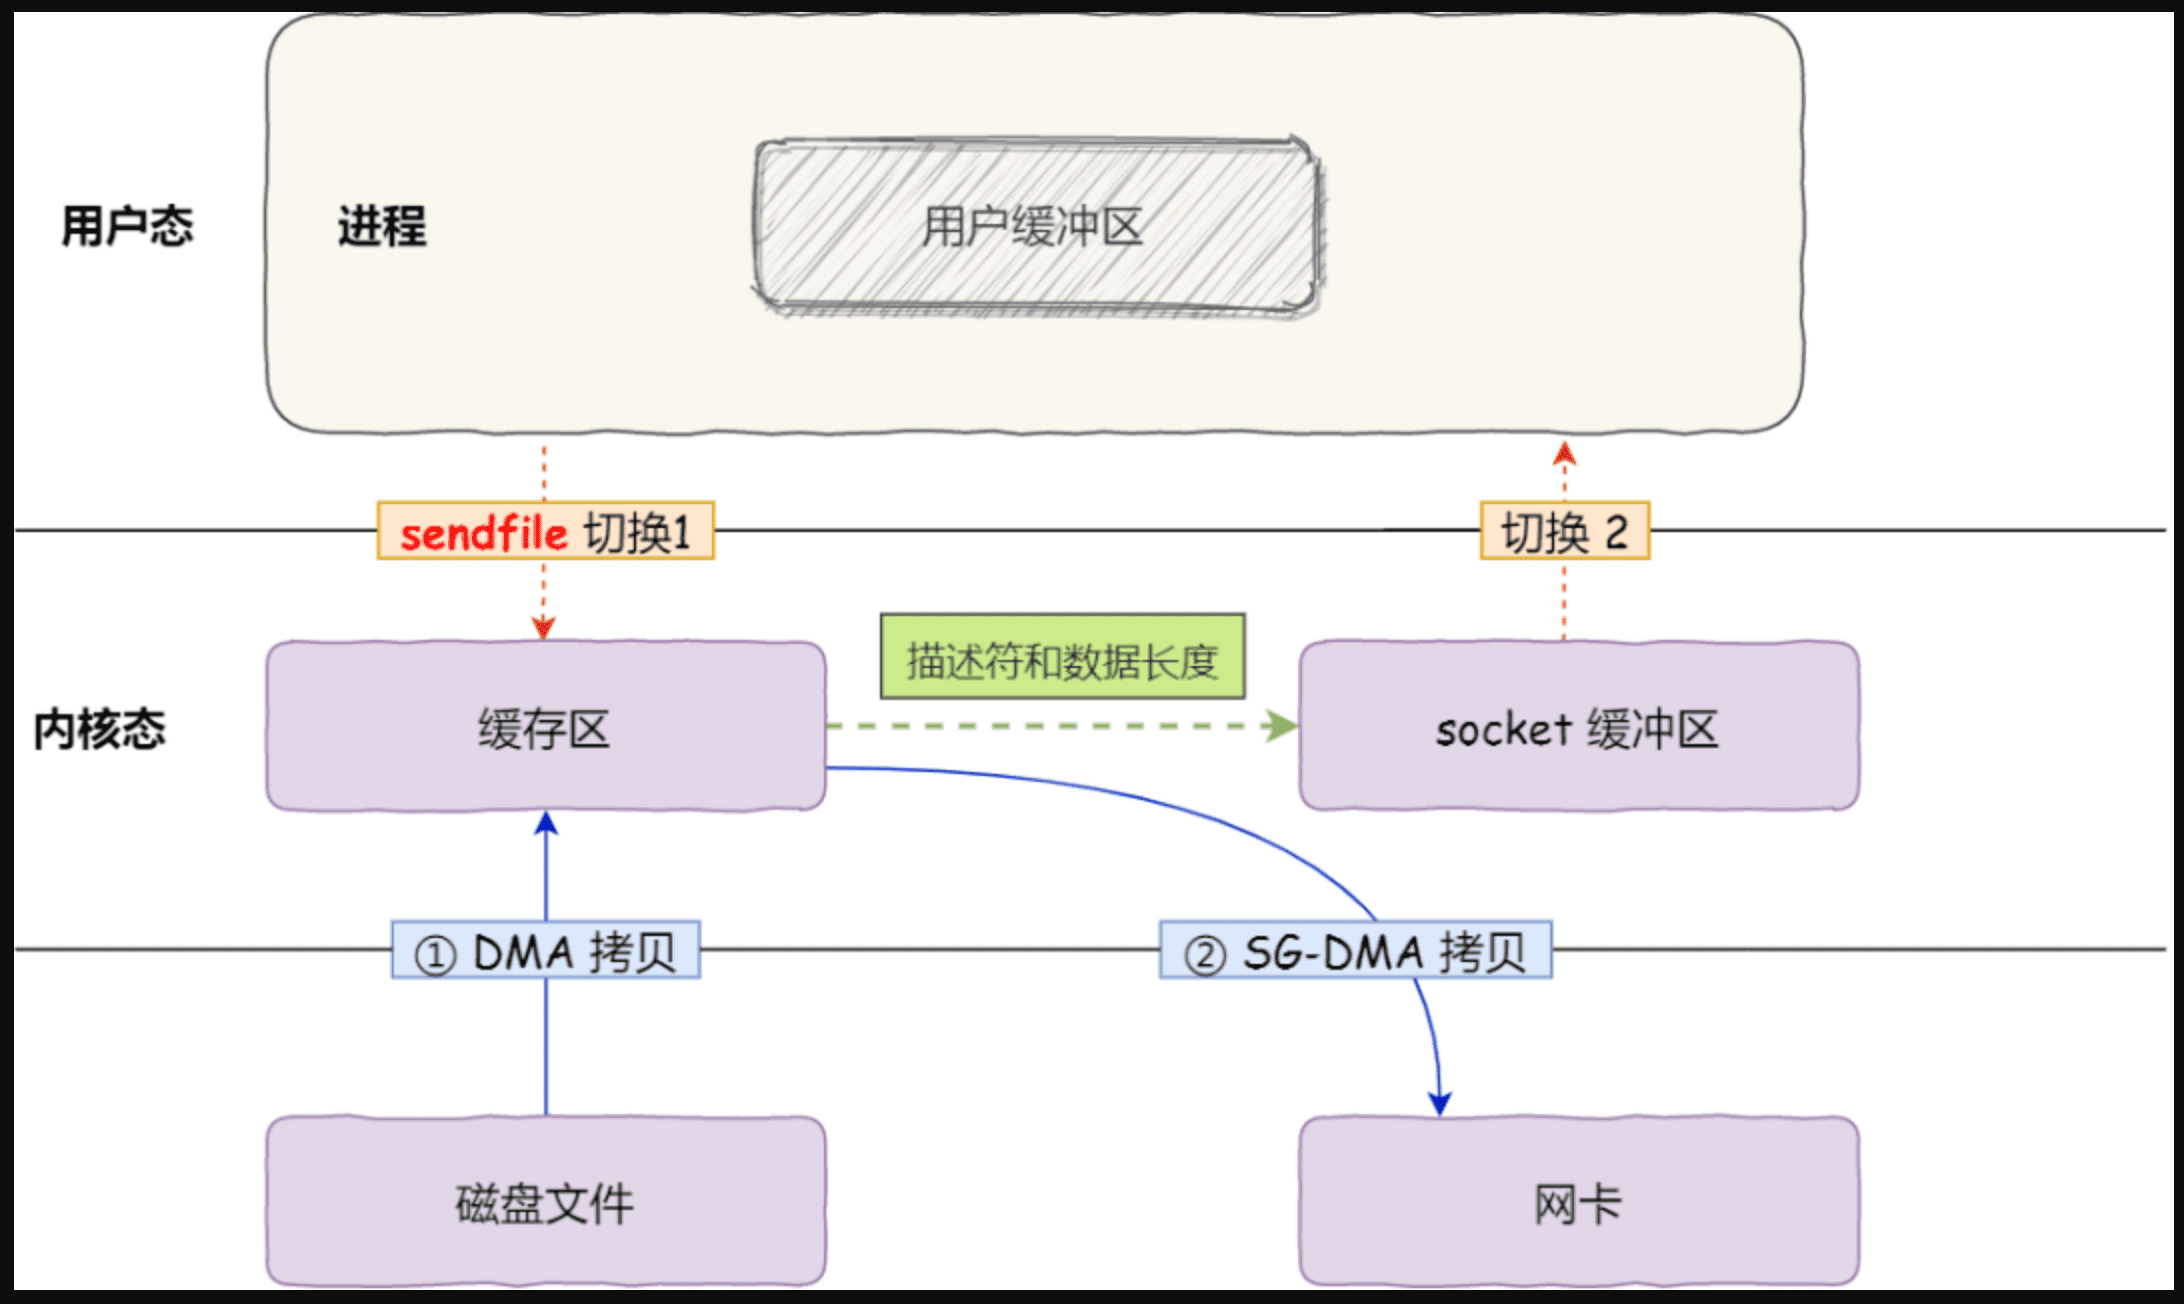 用户态
进程
用户缓冲区
sendfile 切换1
切换 2
描述符和数据长度
内核态
缓存区
socket 缓冲区
① DMA 拷贝
② SG-DMA 拷贝
磁盘文件
网卡